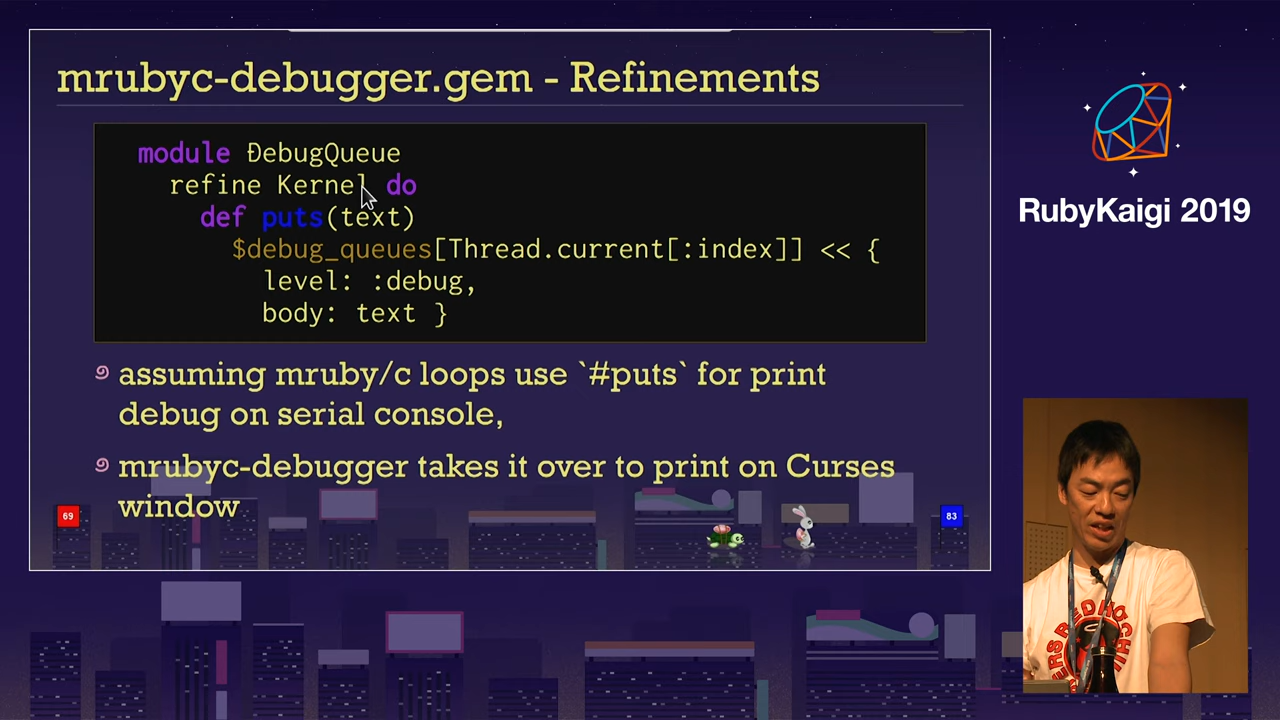 mrubyc-debugger.gem - Refinements
module DebugQueue
refine Kernel do
def puts(text)
$debug_queues[Thread.current[:index]] << {
level: :debug,
body: text }
assuming mruby/c loops use `#puts` for print
debug on serial console,
mrubyc-debugger takes it over to print on Curses
window
69
83
RubyKaigi 2019